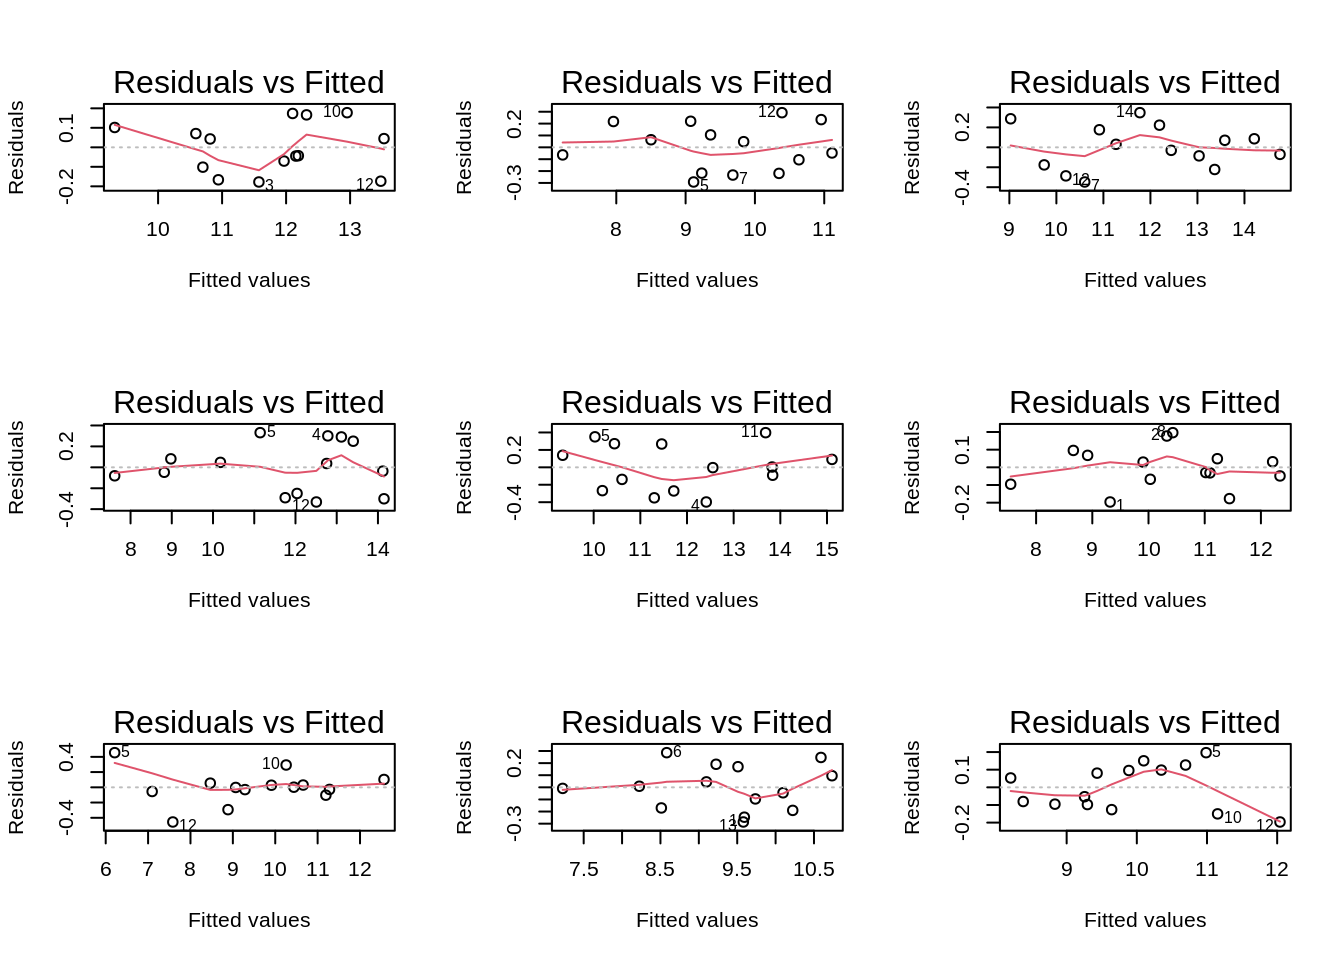 Residuals vs Fitted
Residuals
-0.2 0.1
10
3
12
10 11 12 13
Fitted values
Residuals vs Fitted
Residuals
-0.3 0.2
12
5
7
8 9 10 11
Fitted values
Residuals vs Fitted
Residuals
-0.4 0.2
14
12
7
9 10 11 12 13 14
Fitted values
Residuals vs Fitted
Residuals
-0.4 0.2
5
4
12
8 9 10 12 14
Fitted values
Residuals vs Fitted
Residuals
-0.4 0.2
5
11
4
10 11 12 13 14 15
Fitted values
Residuals vs Fitted
Residuals
-0.2 0.1
2
8
1
8 9 10 11 12
Fitted values
Residuals vs Fitted
Residuals
-0.4 0.4
5
10
12
6 7 8 9 10 11 12
Fitted values
Residuals vs Fitted
Residuals
-0.3 0.2
6
13
7.5 8.5 9.5 10.5
Fitted values
Residuals vs Fitted
Residuals
-0.2 0.1
5
10
12
9 10 11 12
Fitted values